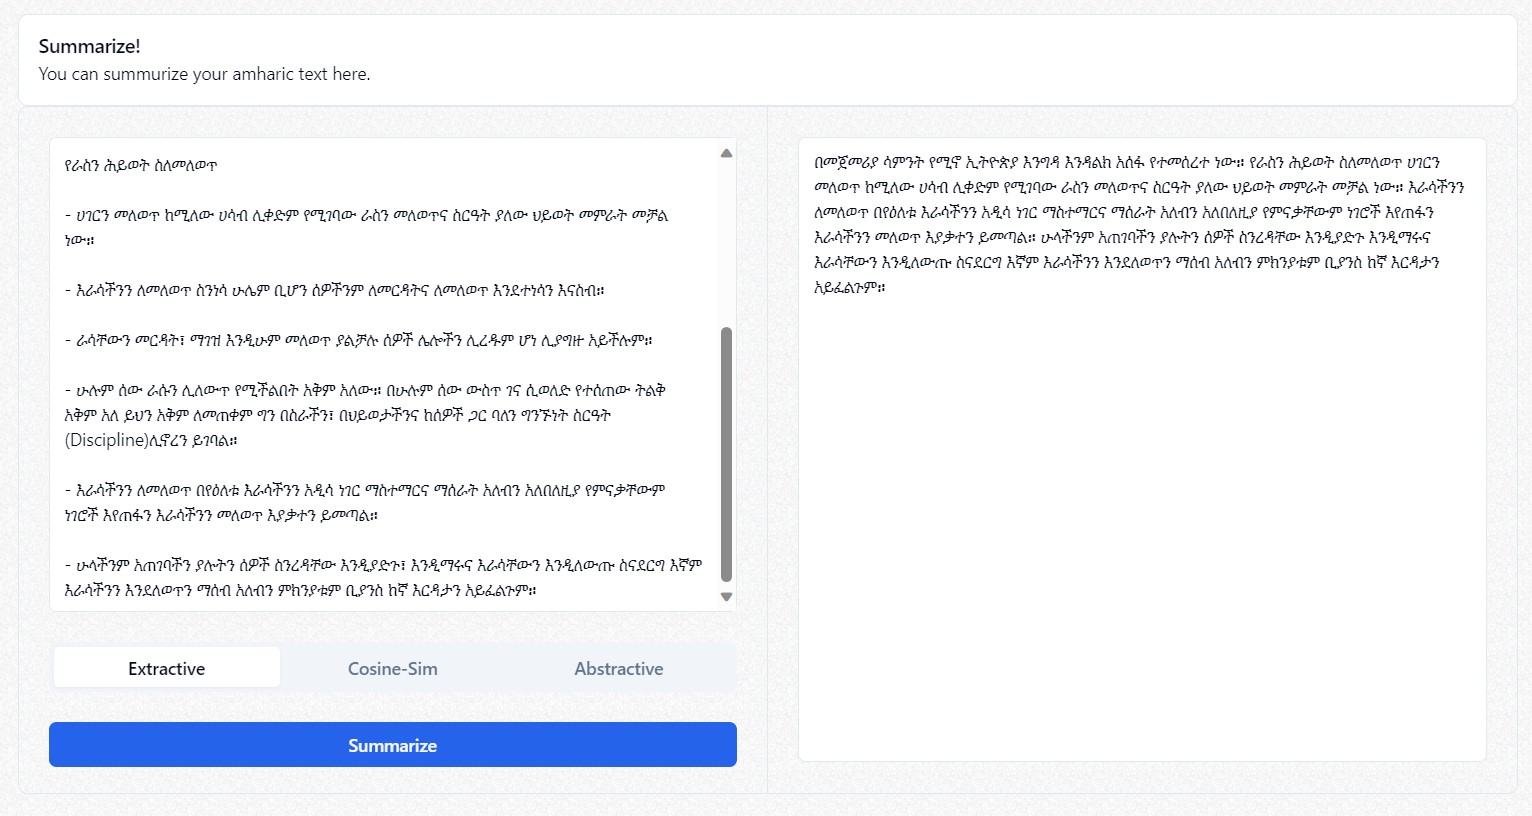 Summarize!
You can summurize your amharic text here.
የራስን ሕይወት ስለመለወጥ
- ሀገርን መለወጥ ከሚለው ሀሳብ ሊቀድም የሚገባው ራስን መለወጥና ስርዓት ያለው ህይወት መምራት መቻል
ነው።
- እራሳችንን ለመለወጥ ስንነሳ ሁሌም ቢሆን ሰዎችንም ለመርዳትና ለመለወጥ እንደተነሳን እናስብ።
- ራሳቸውን መርዳት፣ ማገዝ እንዲሁም መለወጥ ያልቻሉ ሰዎች ሌሎችን ሊረዱም ሆነ ሊያግዙ አይችሉም።
- ሁሉም ሰው ራሱን ሊለውጥ የሚችልበት አቅም አለው። በሁሉም ሰው ውስጥ ገና ሲወለድ የተሰጠው ትልቅ
አቅም አለ ይህን አቅም ለመጠቀም ግን በስራችን፣ በህይወታችንና ከሰዎች ጋር ባለን ግንኙነት ስርዓት
(Discipline)ሊኖረን ይገባል።
- እራሳችንን ለመለወጥ በየዕለቱ እራሳችንን አዲሳ ነገር ማስተማርና ማሰራት አለብን አለበለዚያ የምናቃቸውም
ነገሮች እየጠፋን እራሳችንን መለወጥ እያቃተን ይመጣል።
- ሁላችንም አጠገባችን ያሉትን ሰዎች ስንረዳቸው እንዲያድጉ፣ እንዲማሩና እራሳቸውን እንዲለውጡ ስናደርግ እኛም
እራሳችንን እንደለወጥን ማሰብ አለብን ምክንያቱም ቢያንስ ከኛ እርዳታን አይፈልጉም።
Extractive
Cosine-Sim
Abstractive
Summarize
በመጀመሪያ ሳምንት የሚኖ ኢትዮጵያ እንግዳ እንዳልክ አሰፋ የተመሰረተ ነው። የራስን ሕይወት ስለመለወጥ ሀገርን
መለወጥ ከሚለው ሀሳብ ሊቀድም የሚገባው ራስን መለወጥና ስርዓት ያለው ህይወት መምራት መቻል ነው። እራሳችንን
ለመለወጥ በየዕለቱ እራሳችንን አዲሳ ነገር ማስተማርና ማሰራት አለብን አለበለዚያ የምናቃቸውም ነገሮች እየጠፋን
እራሳችንን መለወጥ እያቃተን ይመጣል። ሁላችንም አጠገባችን ያሉትን ሰዎች ስንረዳቸው እንዲያድጉ እንዲማሩና
እራሳቸውን እንዲለውጡ ስናደርግ እኛም እራሳችንን እንደለወጥን ማሰብ አለብን ምክንያቱም ቢያንስ ከኛ እርዳታን
አይፈልጉም።